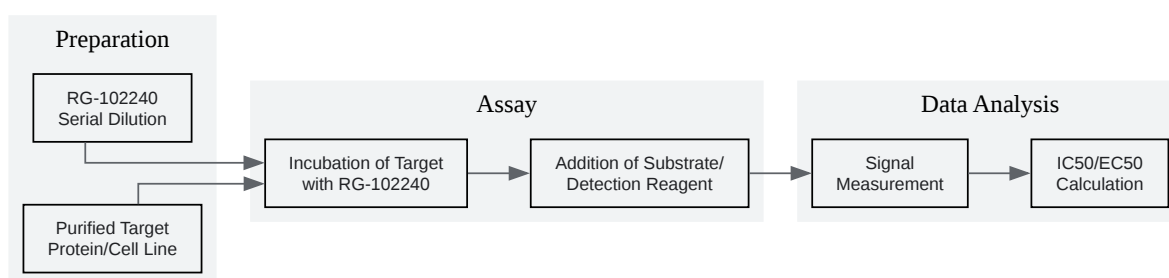 Preparation
RG-102240
Serial Dilution
Purified Target
Protein/Cell Line
Assay
Incubation of Target
with RG-102240
Addition of Substrate/
Detection Reagent
Data Analysis
Signal
Measurement
IC50/EC50
Calculation